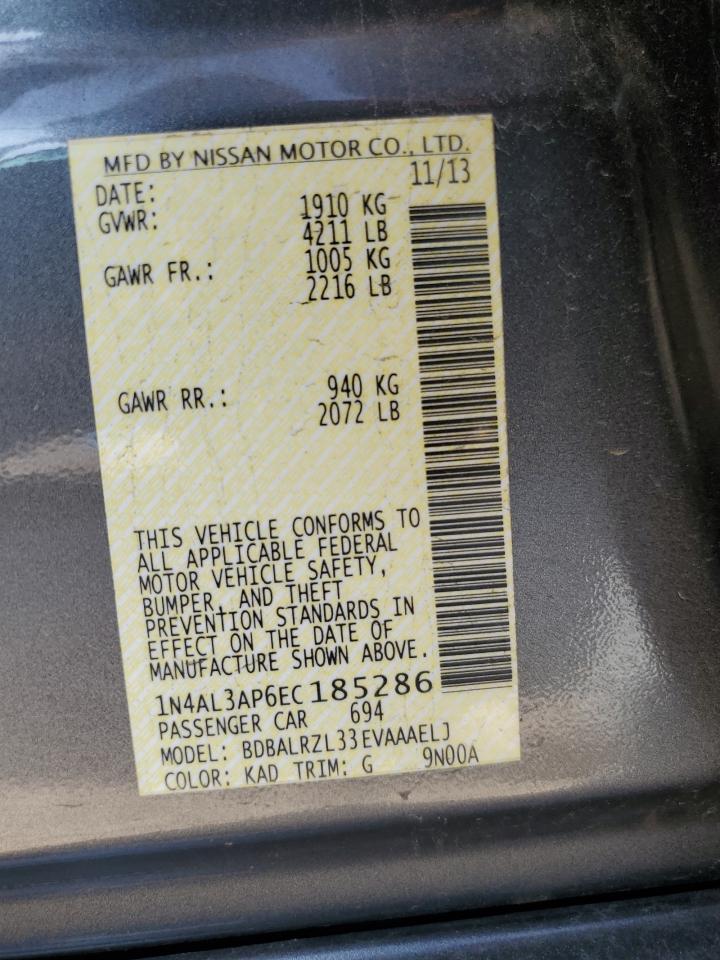 MFD BY NISSAN MOTOR CO., LTD.
DATE: 11/13
GVWR: 1910 KG
4211 LB
GAWR FR.: 1005 KG
2216 LB
GAWR RR.: 940 KG
2072 LB
THIS VEHICLE CONFORMS TO
ALL APPLICABLE FEDERAL
MOTOR VEHICLE SAFETY,
BUMPER, AND THEFT
PREVENTION STANDARDS IN
EFFECT ON THE DATE OF
MANUFACTURE SHOWN ABOVE.
1N4AL3AP6EC185286
PASSENGER CAR 694
MODEL: BDBALRZL33EVAAAELJ
COLOR: KAD TRIM: G 9N00A